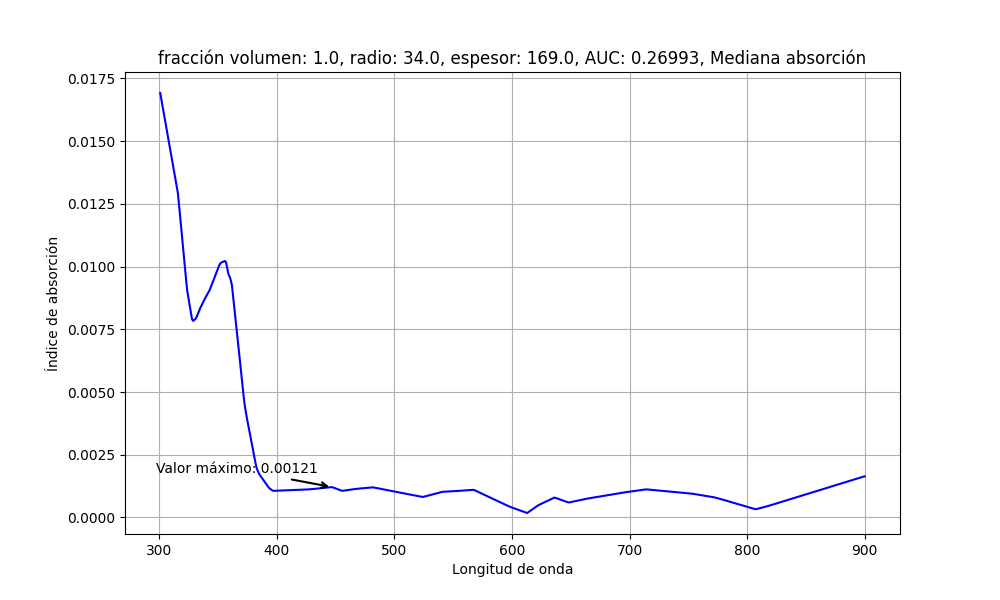 fracción volumen: 1.0, radio: 34.0, espesor: 169.0, AUC: 0.26993, Mediana absorción
0.0175
0.0150
0.0125
0.0100
0.0075
0.0050
0.0025
0.0000
Índice de absorción
Valor máximo: 0.00121
300 400 500 600 700 800 900
Longitud de onda